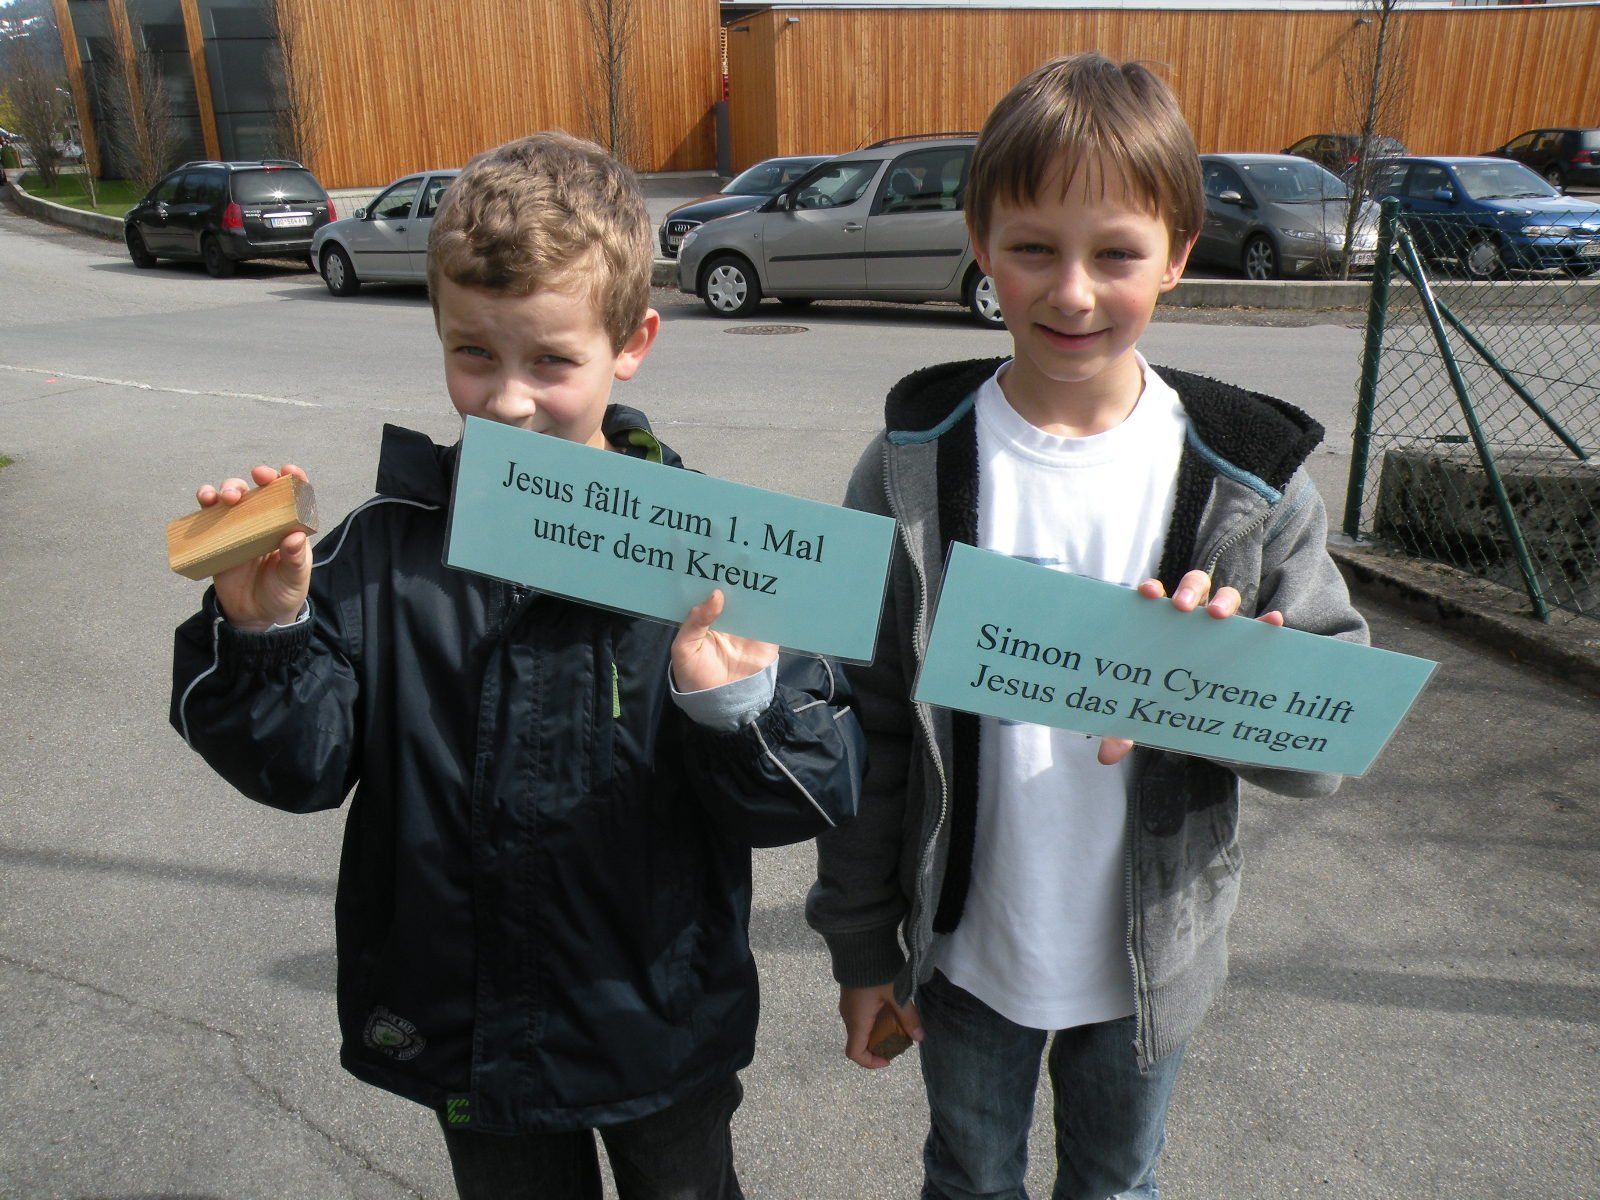 Jesus fällt zum 1. Mal
unter dem Kreuz
Simon von Cyrene hilft
Jesus das Kreuz tragen